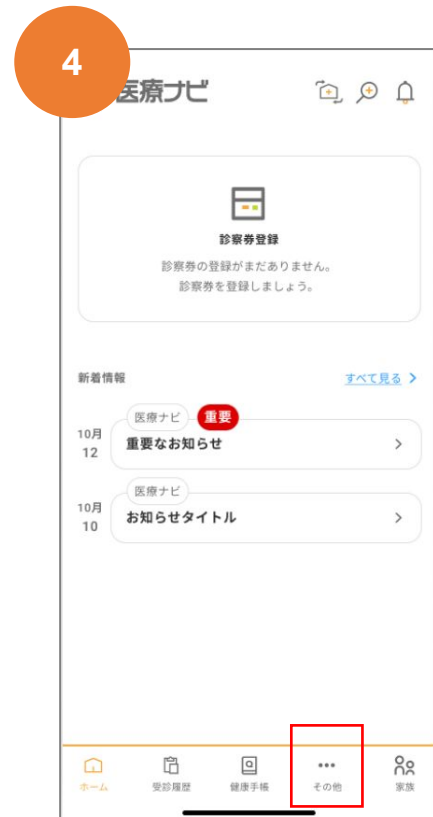 4
医療ナビ
診察券登録
診察券の登録がまだありません。
診察券を登録しましょう。
新着情報
すべて見る
医療ナビ 重要
10月
12
重要なお知らせ
医療ナビ
10月
10
お知らせタイトル
ホーム 受診履歴 健康手帳 その他 家族